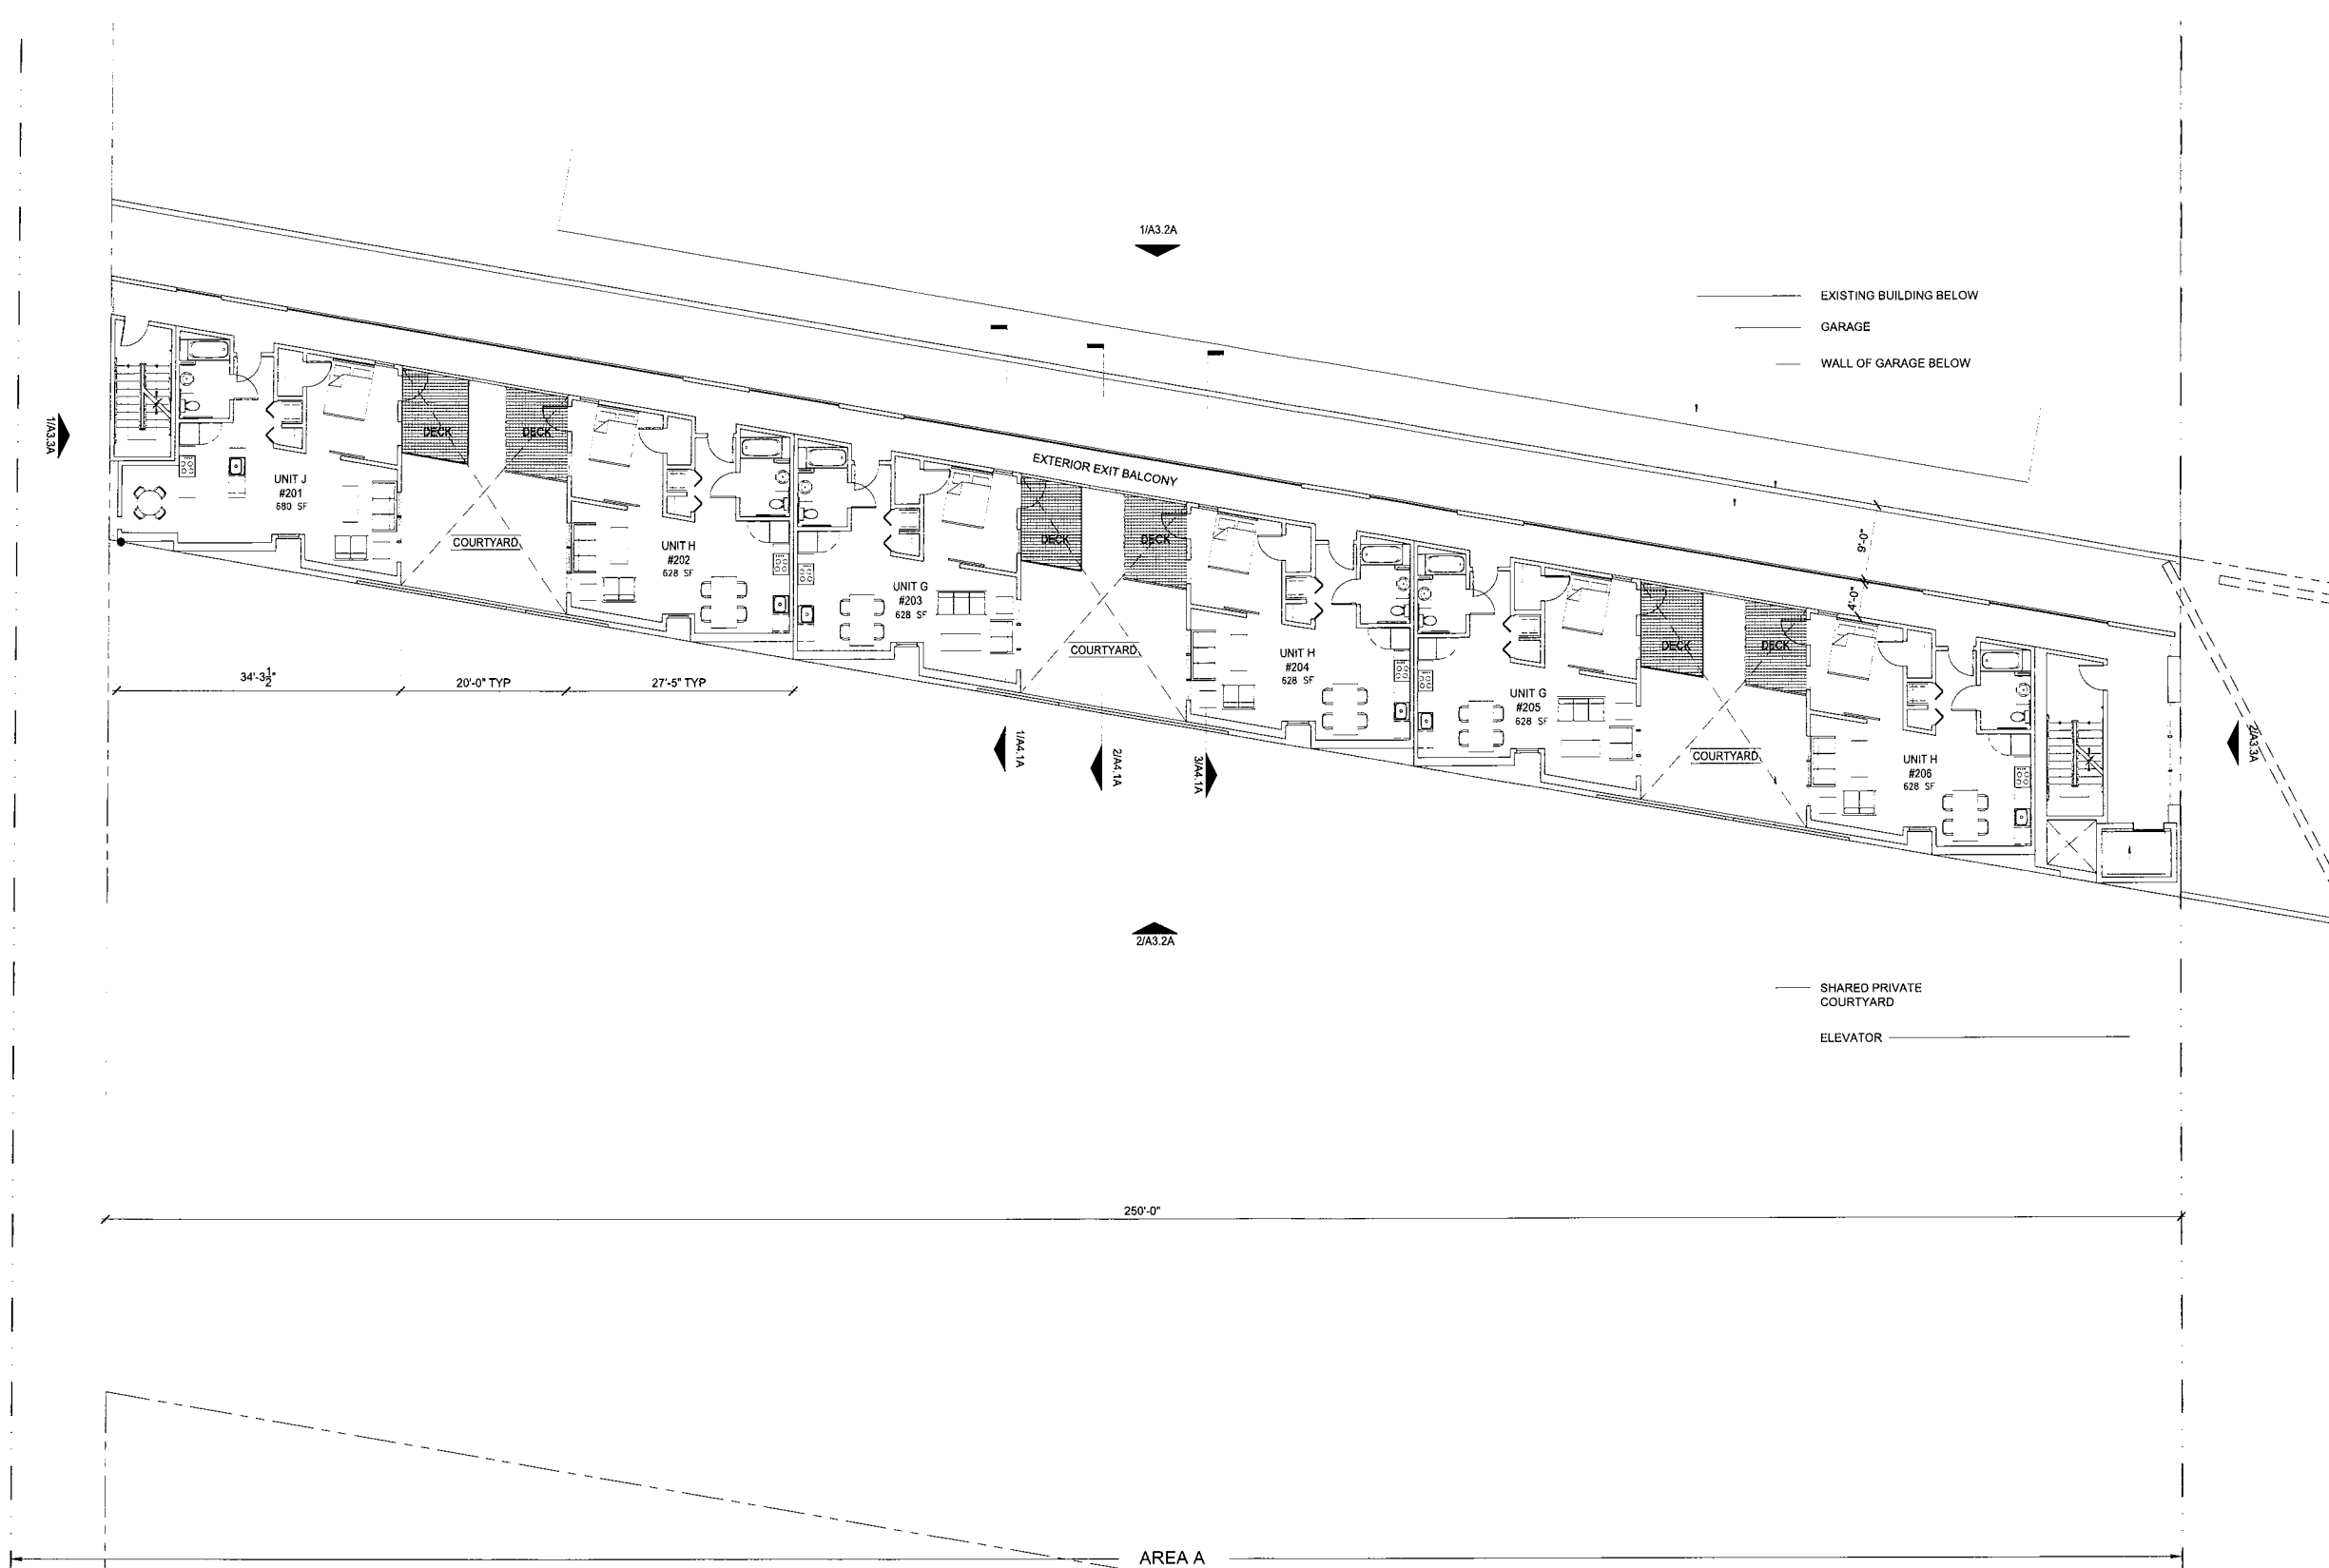 1/A3.2A
EXISTING BUILDING BELOW
GARAGE
WALL OF GARAGE BELOW
1/A3.3A
DECK
DECK
EXTERIOR EXIT BALCONY
UNIT J
#201
680 SF
COURTYARD
UNIT H
#202
628 SF
DECK
DECK
9'-0"
4'-0"
UNIT G
#203
628 SF
COURTYARD
UNIT H
#204
628 SF
DECK
DECK
34'-3½"
20'-0" TYP
27'-5" TYP
UNIT G
#205
628 SF
COURTYARD
UNIT H
#206
628 SF
1/A4.1A
2/A4.1A
3/A4.1A
2/A3.3A
2/A3.2A
SHARED PRIVATE
COURTYARD
ELEVATOR
250'-0"
AREA A